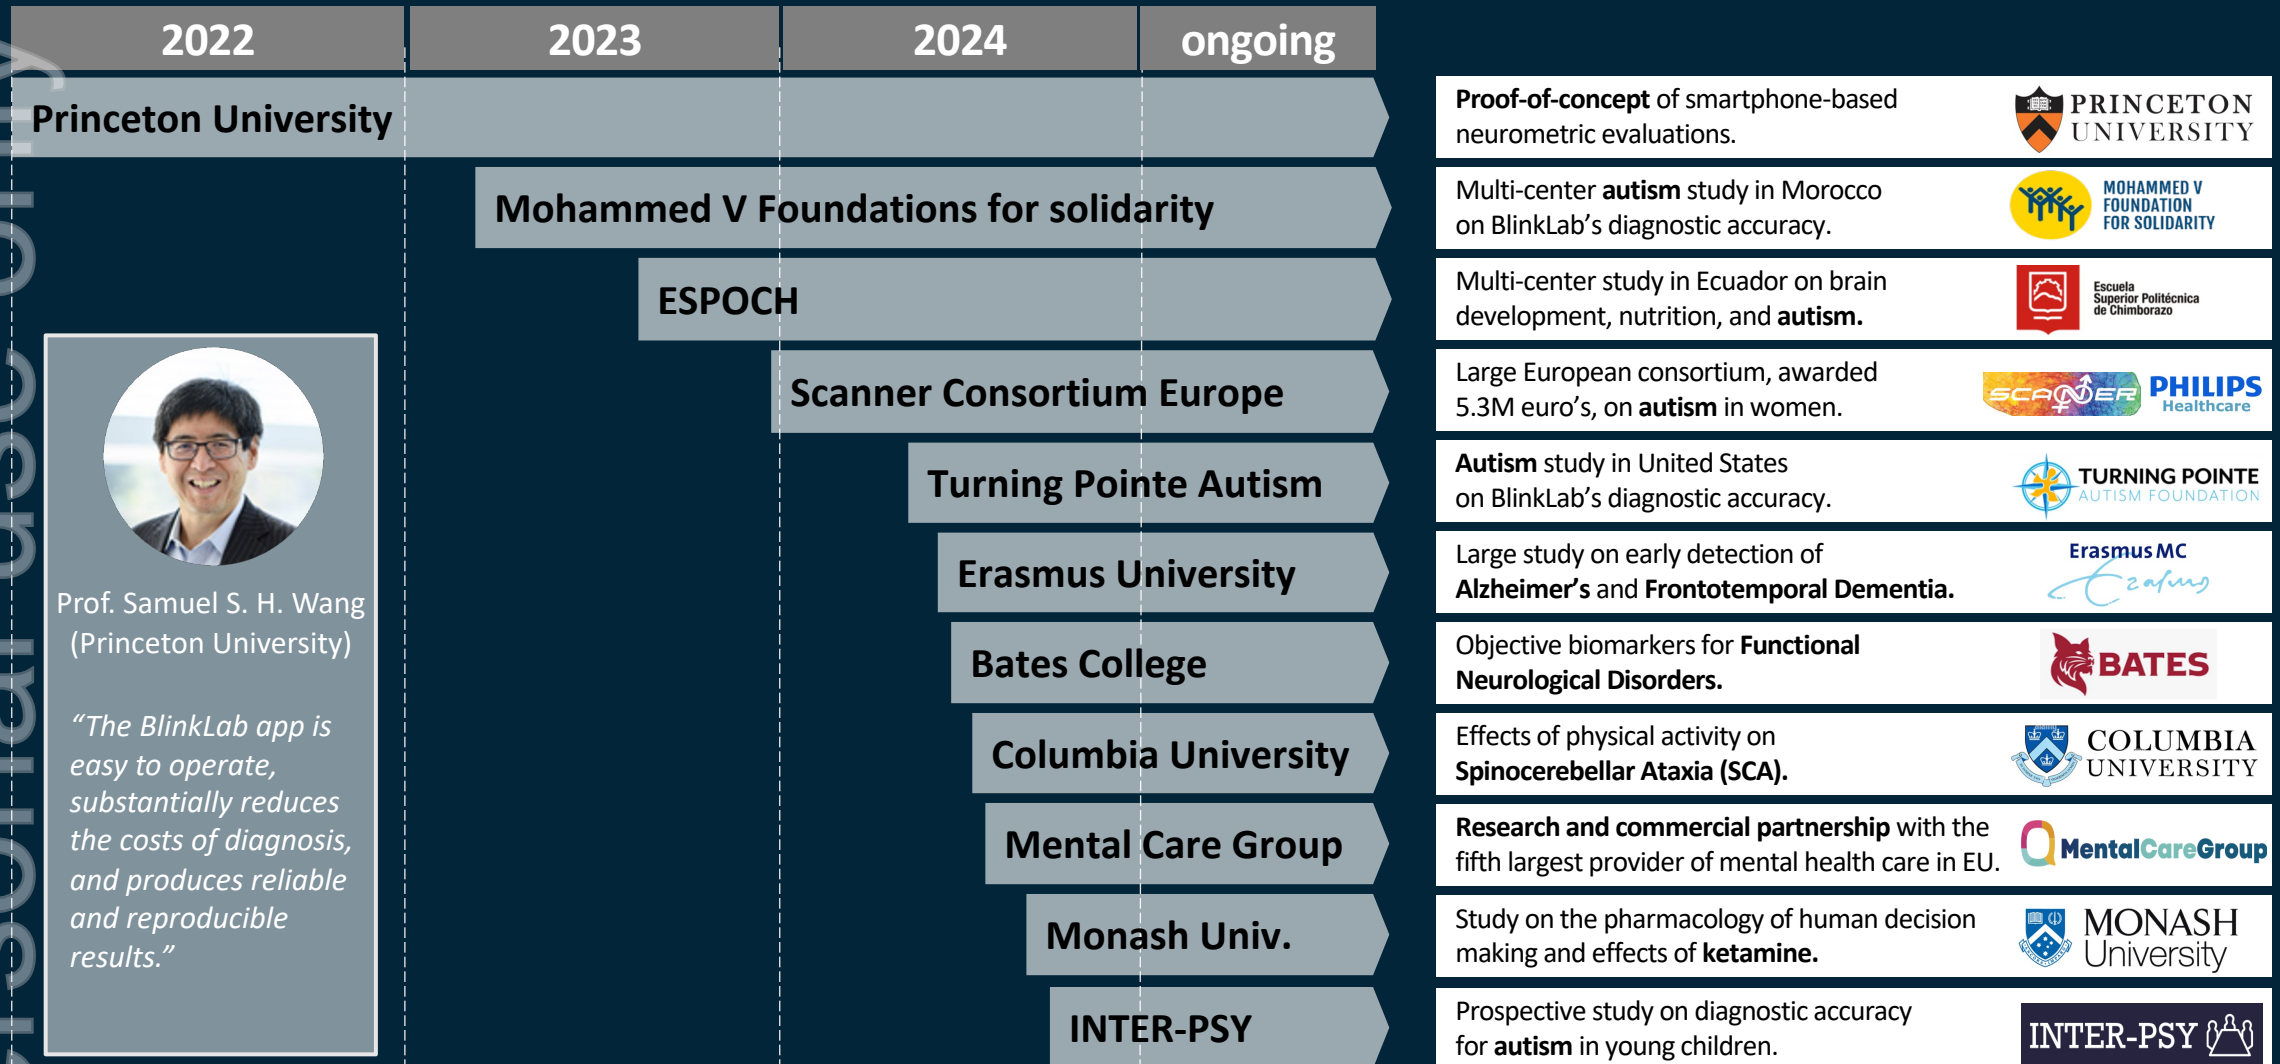 2022 2023 2024 ongoing
Princeton University
Proof-of-concept of smartphone-based
neurometric evaluations.
PRINCETON
UNIVERSITY
Mohammed V Foundations for solidarity
Multi-center autism study in Morocco
on BlinkLab’s diagnostic accuracy.
MOHAMMED V
FOUNDATION
FOR SOLIDARITY
ESPOCH
Multi-center study in Ecuador on brain
development, nutrition, and autism.
Escuela
Superior Politécnica
de Chimborazo
Scanner Consortium Europe
Large European consortium, awarded
5.3M euro’s, on autism in women.
SCANNER
PHILIPS
Healthcare
Turning Pointe Autism
Autism study in United States
on BlinkLab’s diagnostic accuracy.
TURNING POINTE
AUTISM FOUNDATION
Erasmus University
Large study on early detection of
Alzheimer’s and Frontotemporal Dementia.
Erasmus MC
Erasmus
Bates College
Objective biomarkers for Functional
Neurological Disorders.
BATES
Columbia University
Effects of physical activity on
Spinocerebellar Ataxia (SCA).
COLUMBIA
UNIVERSITY
Mental Care Group
Research and commercial partnership with the
fifth largest provider of mental health care in EU.
MentalCareGroup
Monash Univ.
Study on the pharmacology of human decision
making and effects of ketamine.
MONASH
University
INTER-PSY
Prospective study on diagnostic accuracy
for autism in young children.
INTER-PSY
Prof. Samuel S. H. Wang
(Princeton University)
“The BlinkLab app is
easy to operate,
substantially reduces
the costs of diagnosis,
and produces reliable
and reproducible
results.”